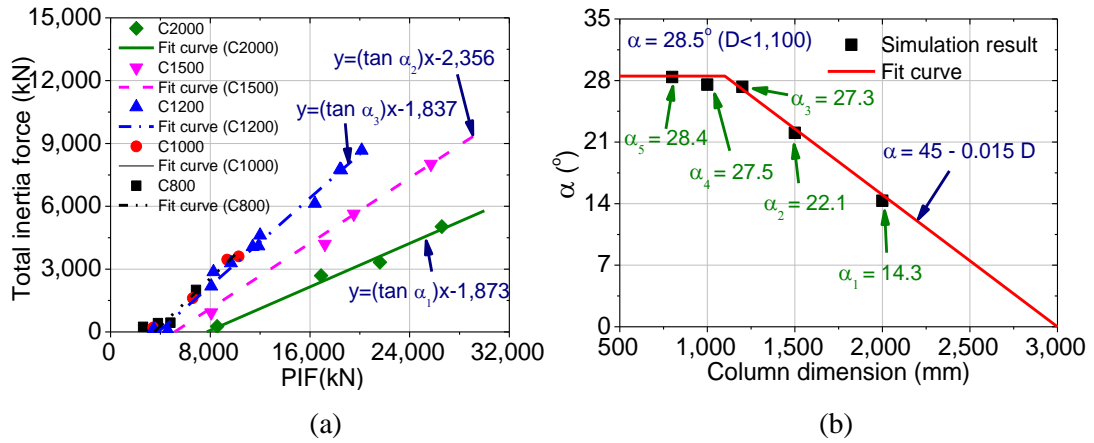 15,000
12,000
9,000
6,000
3,000
0
Total inertia force (kN)
C2000
Fit curve (C2000)
C1500
Fit curve (C1500)
C1200
Fit curve (C1200)
C1000
Fit curve (C1000)
C800
Fit curve (C800)
y=(tan α2)x-2,356
y=(tan α3)x-1,837
y=(tan α1)x-1,873
0 8,000 16,000 24,000 32,000
PIF(kN)
(a)
35
28
21
14
7
0
α (°)
α = 28.5° (D<1,100)
Simulation result
Fit curve
α3 = 27.3
α5 = 28.4
α4 = 27.5
α2 = 22.1
α = 45 - 0.015 D
α1 = 14.3
500 1,000 1,500 2,000 2,500 3,000
Column dimension (mm)
(b)